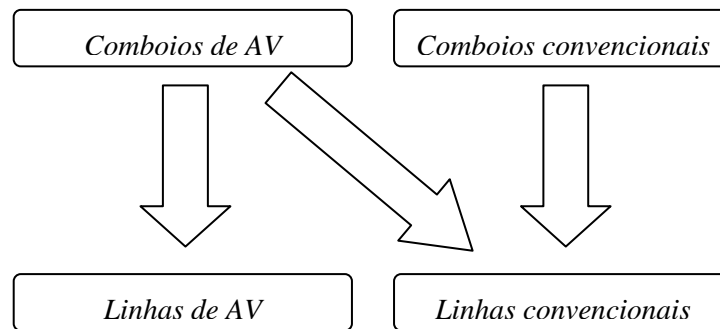 Comboios de AV
Comboios convencionais
Linhas de AV
Linhas convencionais